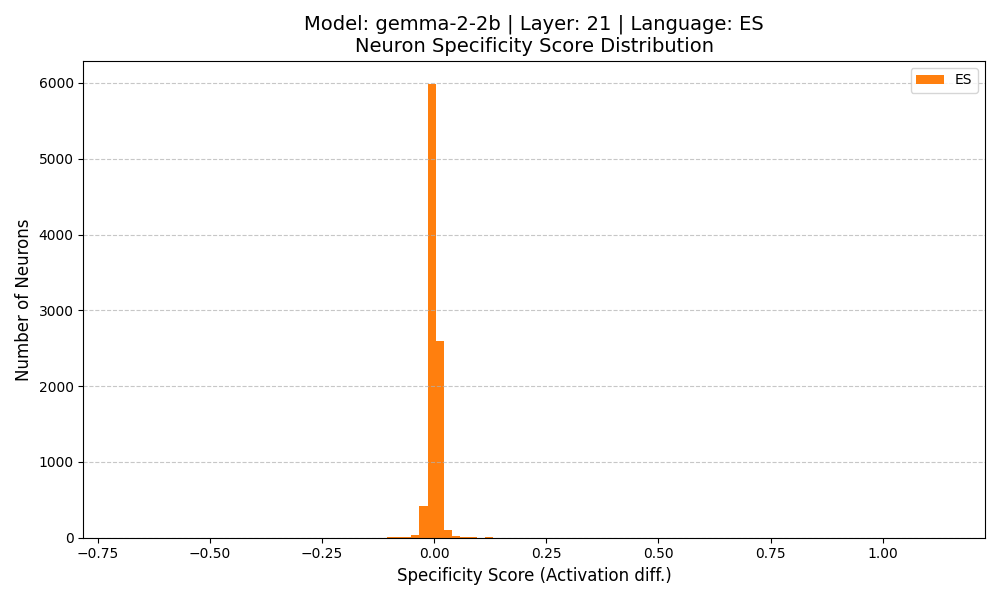 Model: gemma-2-2b | Layer: 21 | Language: ES
Neuron Specificity Score Distribution
ES
Number of Neurons
6000
5000
4000
3000
2000
1000
0
−0.75 −0.50 −0.25 0.00 0.25 0.50 0.75 1.00
Specificity Score (Activation diff.)